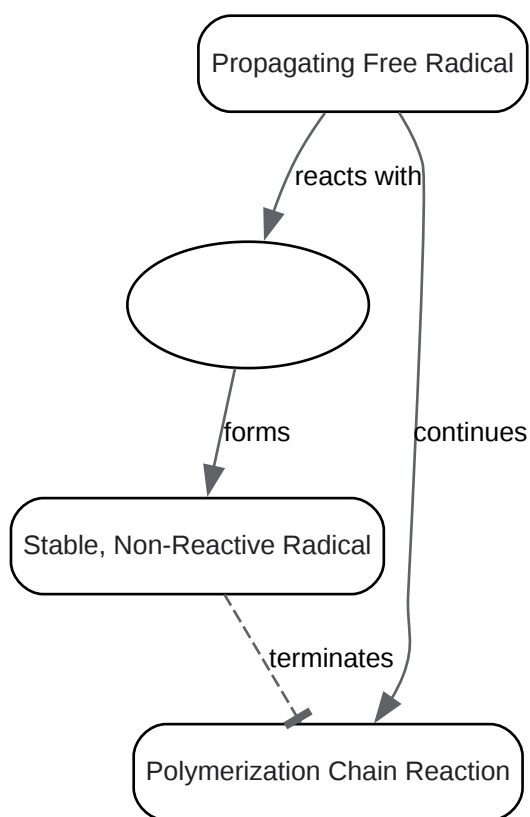 Propagating Free Radical
reacts with
forms
continues
Stable, Non-Reactive Radical
terminates
Polymerization Chain Reaction